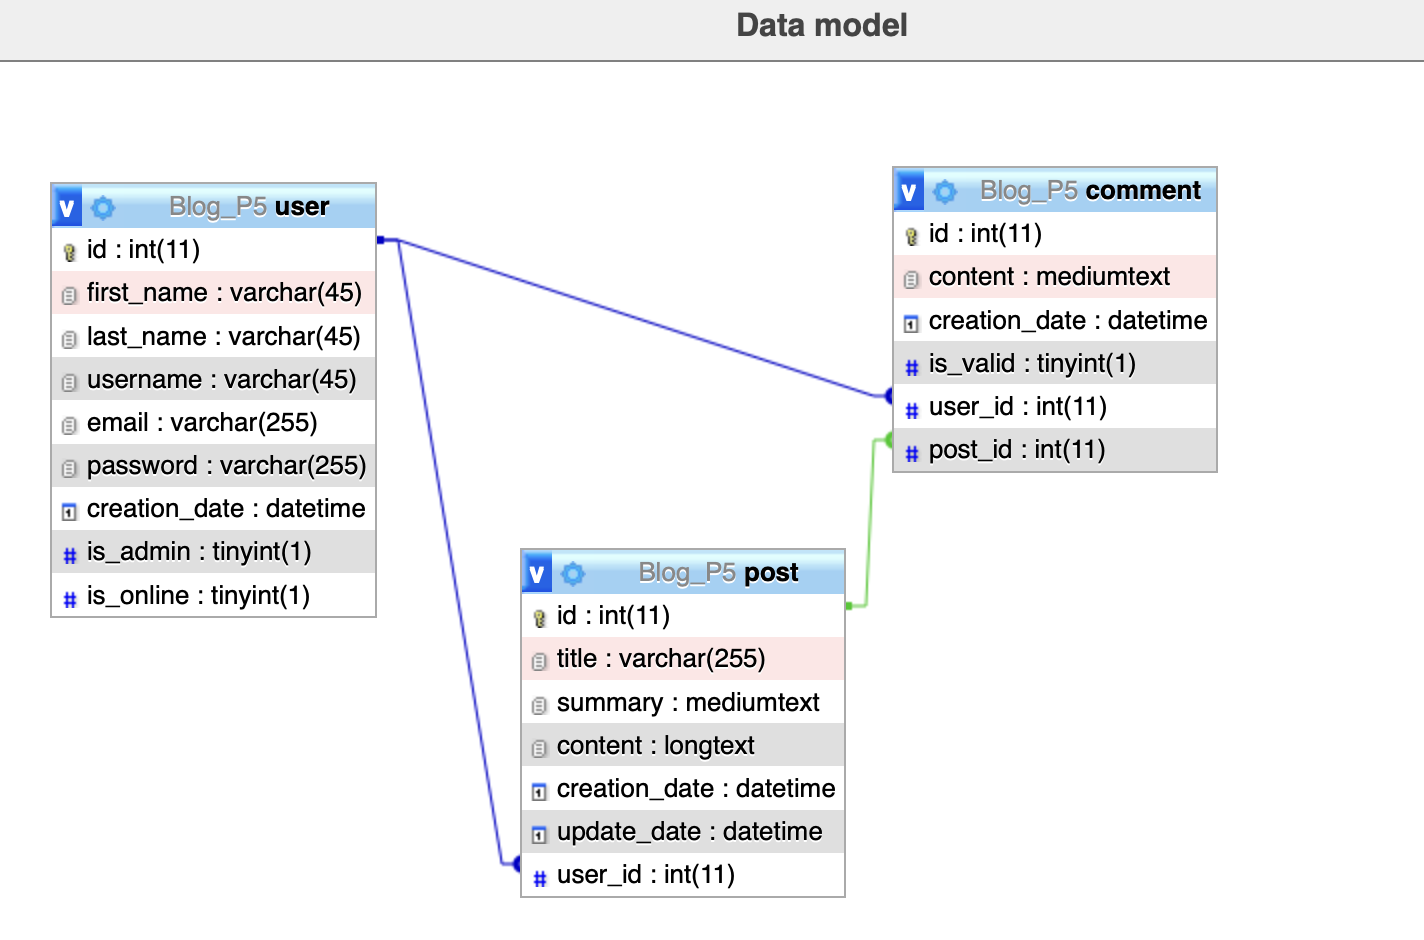 Data model
Blog_P5 user
id : int(11)
first_name : varchar(45)
last_name : varchar(45)
username : varchar(45)
email : varchar(255)
password : varchar(255)
creation_date : datetime
is_admin : tinyint(1)
is_online : tinyint(1)
Blog_P5 comment
id : int(11)
content : mediumtext
creation_date : datetime
is_valid : tinyint(1)
user_id : int(11)
post_id : int(11)
Blog_P5 post
id : int(11)
title : varchar(255)
summary : mediumtext
content : longtext
creation_date : datetime
update_date : datetime
user_id : int(11)